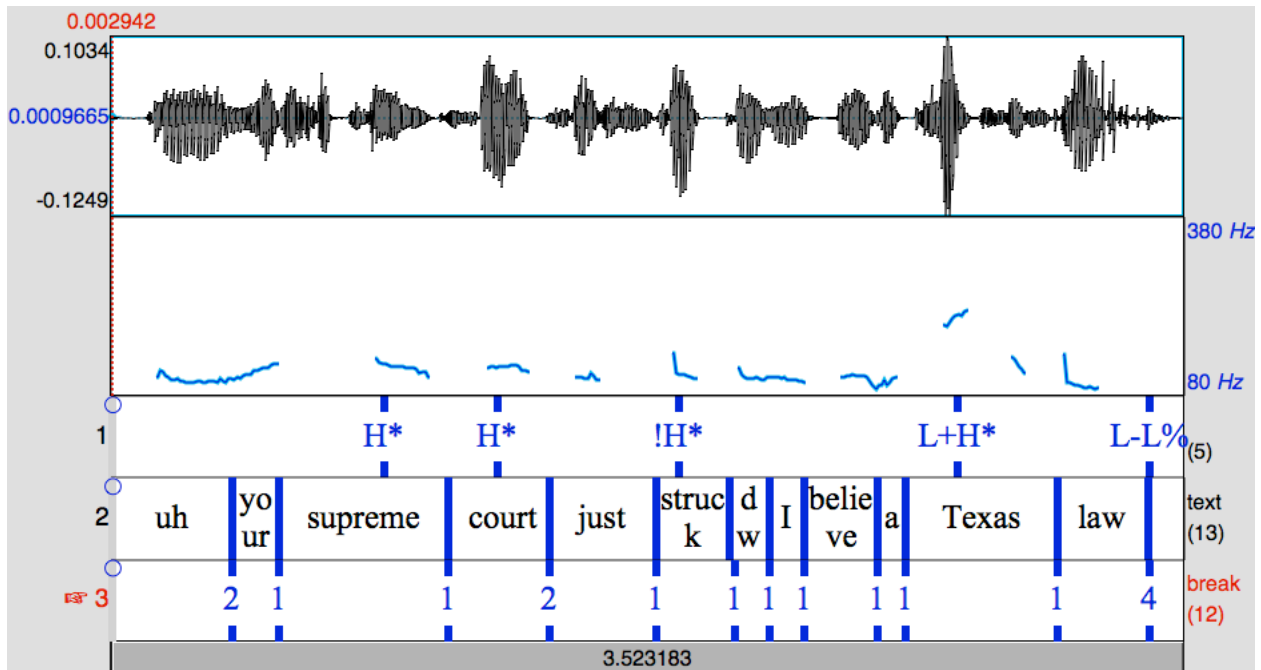 0.002942
0.1034
0.0009665
-0.1249
380 Hz
80 Hz
1 H* H* !H* L+H* L-L% (5)
2 uh yo ur supreme court just struc k d w I belie ve a Texas law text (13)
☞ 3 2 1 1 2 1 1 1 1 1 1 1 4 break (12)
3.523183